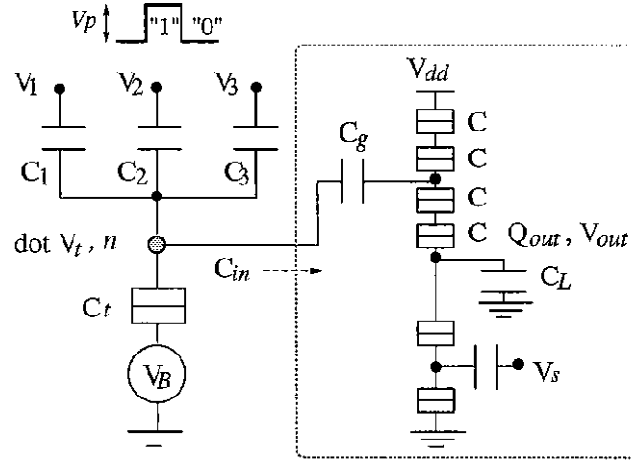 Vp "1" "0"
V1 V2 V3
Vdd
C
Cg
C
C1 C2 C3
C
dot Vt , n
C Qout , Vout
Cin
CL
Ct
VB
Vs